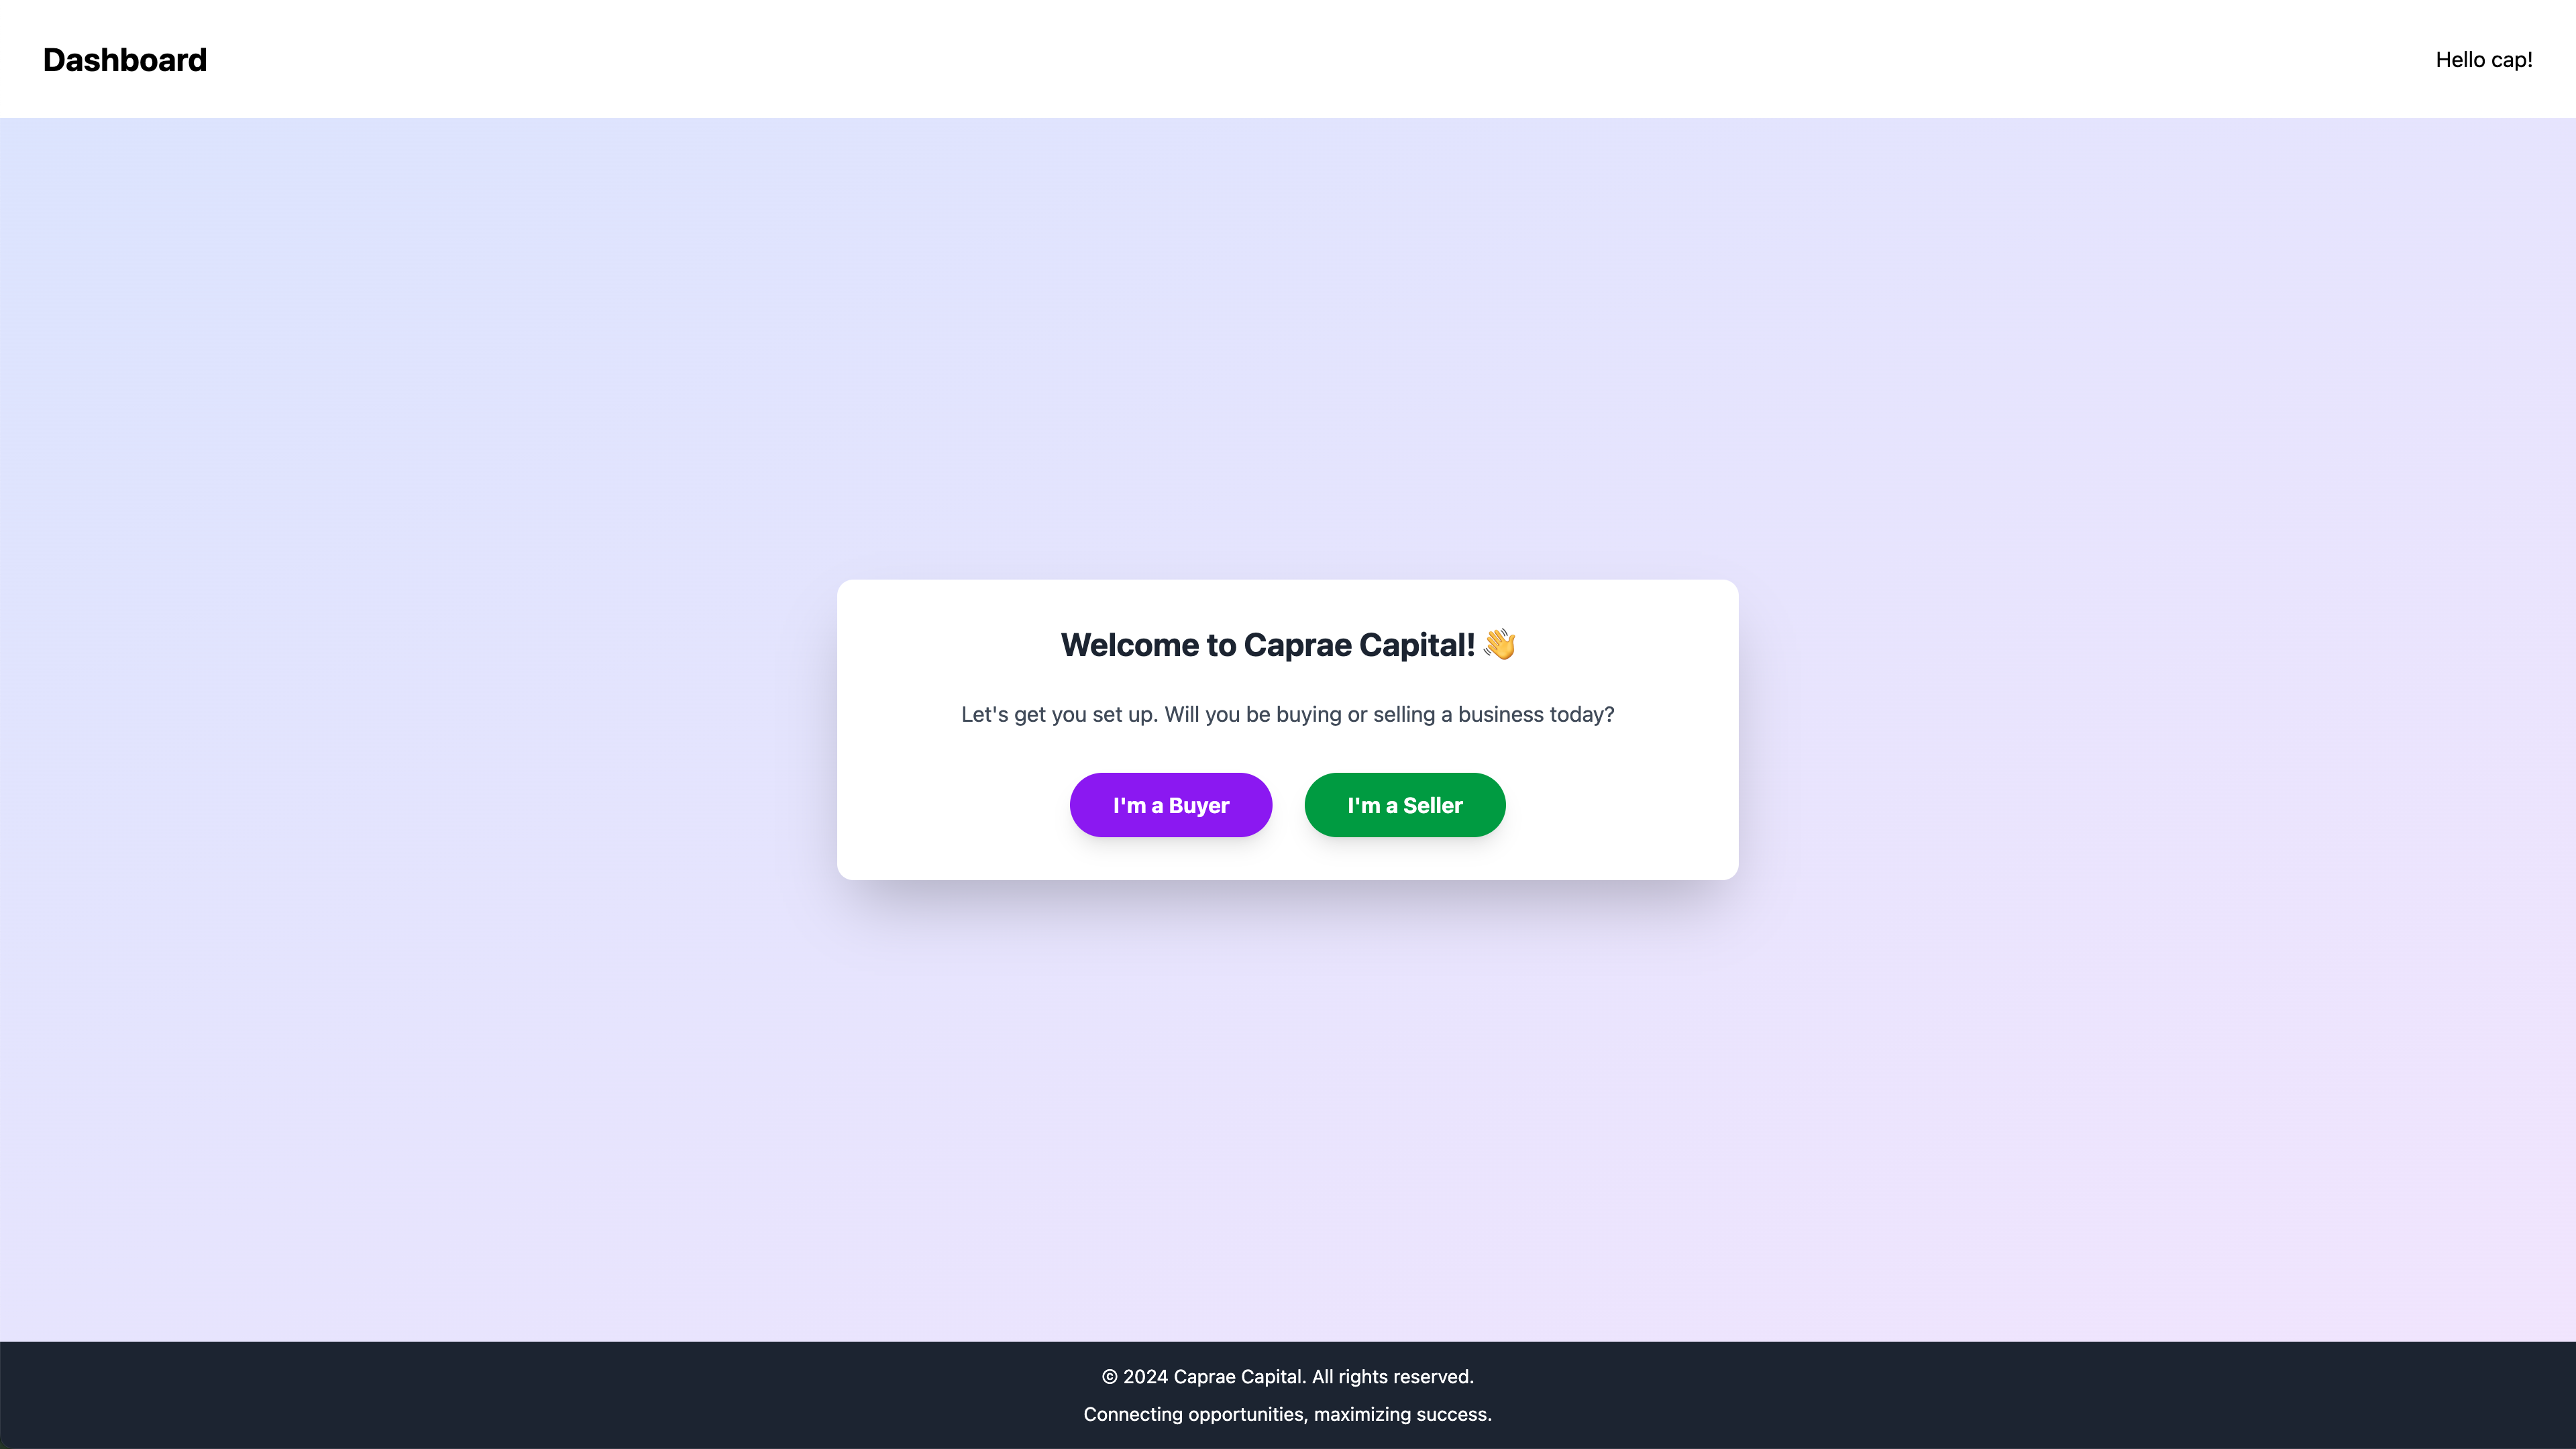 Dashboard
Hello cap!
Welcome to Caprae Capital! 👋
Let's get you set up. Will you be buying or selling a business today?
I'm a Buyer
I'm a Seller
© 2024 Caprae Capital. All rights reserved.
Connecting opportunities, maximizing success.